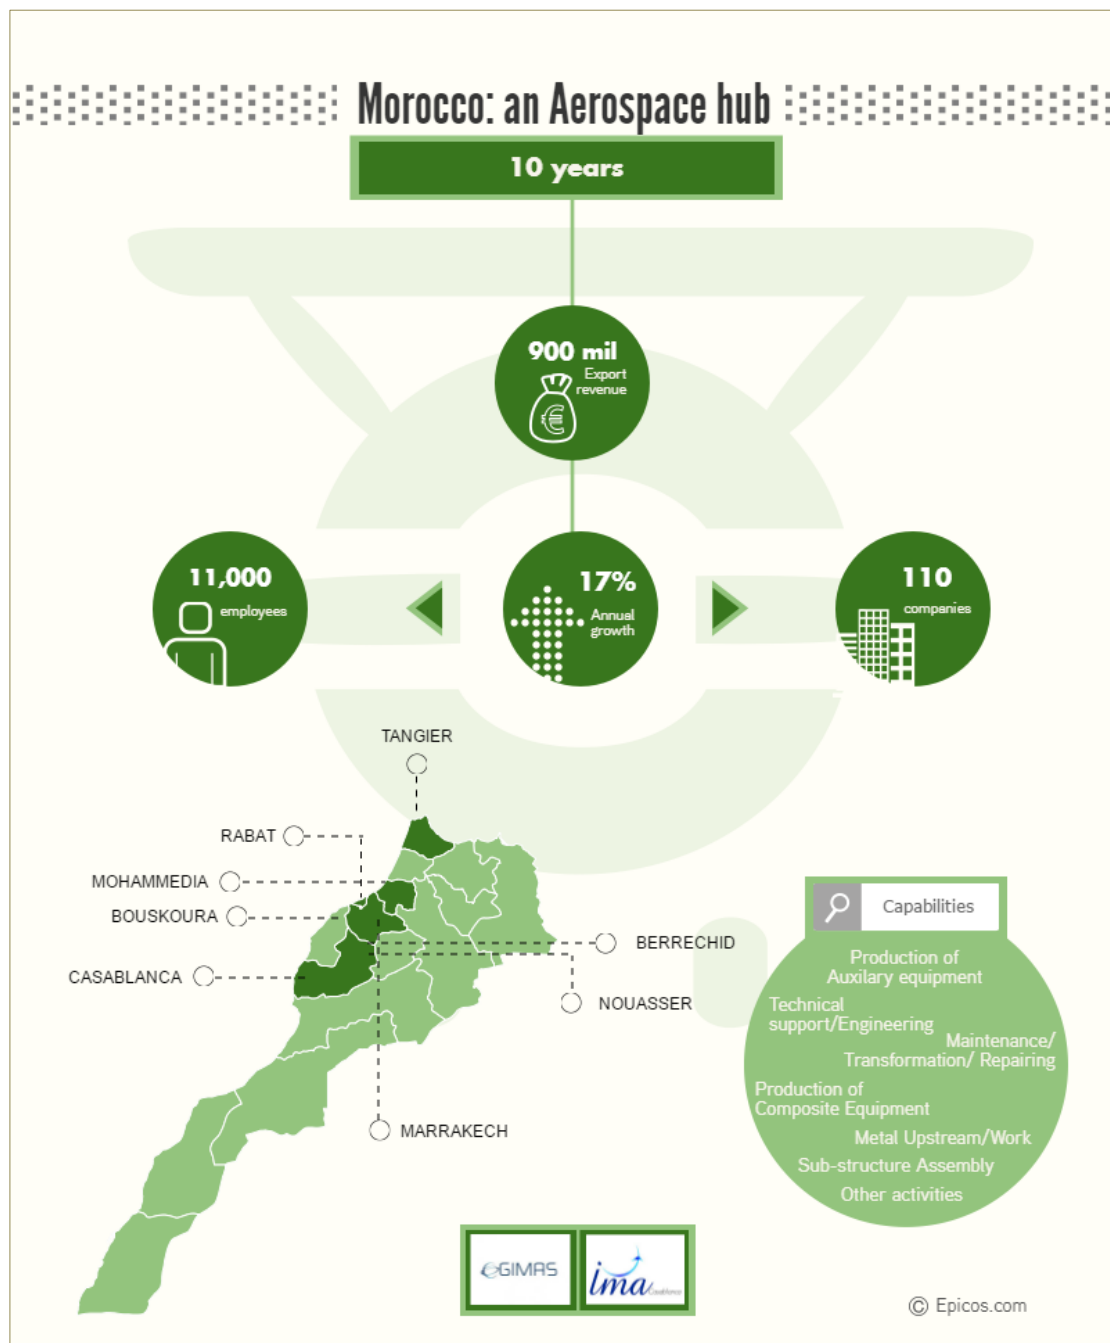 Morocco: an Aerospace hub
10 years
900 mil
Export
revenue
€
11,000
employees
17%
Annual
growth
110
companies
TANGIER
RABAT
MOHAMMEDIA
BOUSKOURA
CASABLANCA
BERRECHID
NOUASSER
MARRAKECH
Capabilities
Production of
Auxilary equipment
Technical
support/Engineering
Maintenance/
Transformation/ Repairing
Production of
Composite Equipment
Metal Upstream/Work
Sub-structure Assembly
Other activities
GIMAS
ima
Casablanca
© Epicos.com